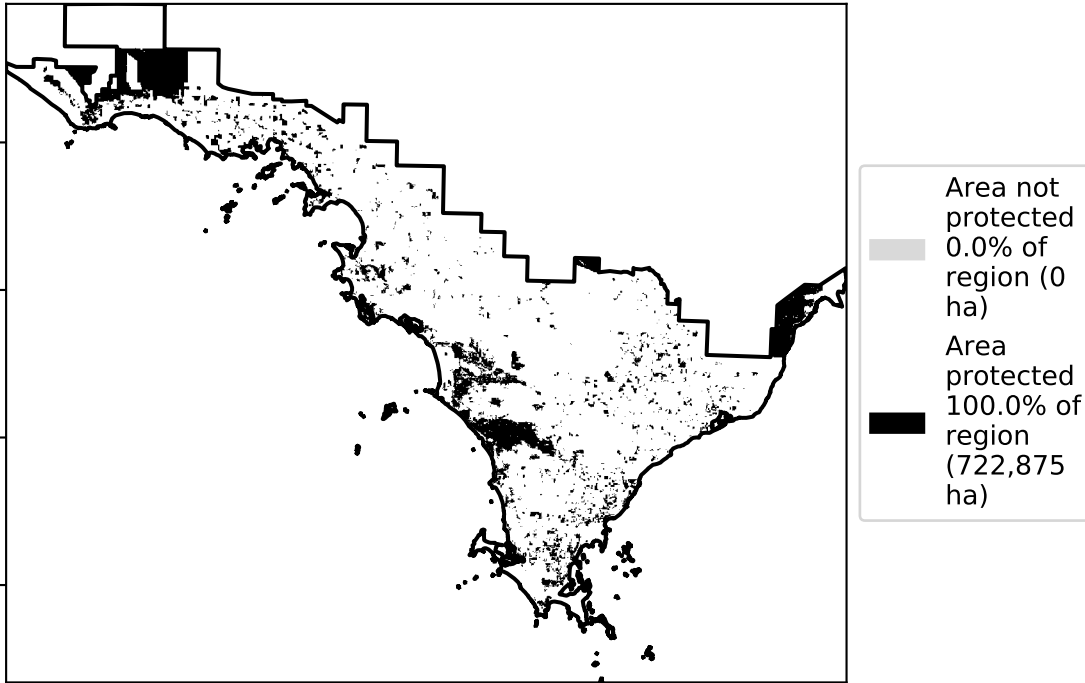 Area not
protected
0.0% of
region (0
ha)
Area
protected
100.0% of
region
(722,875
ha)